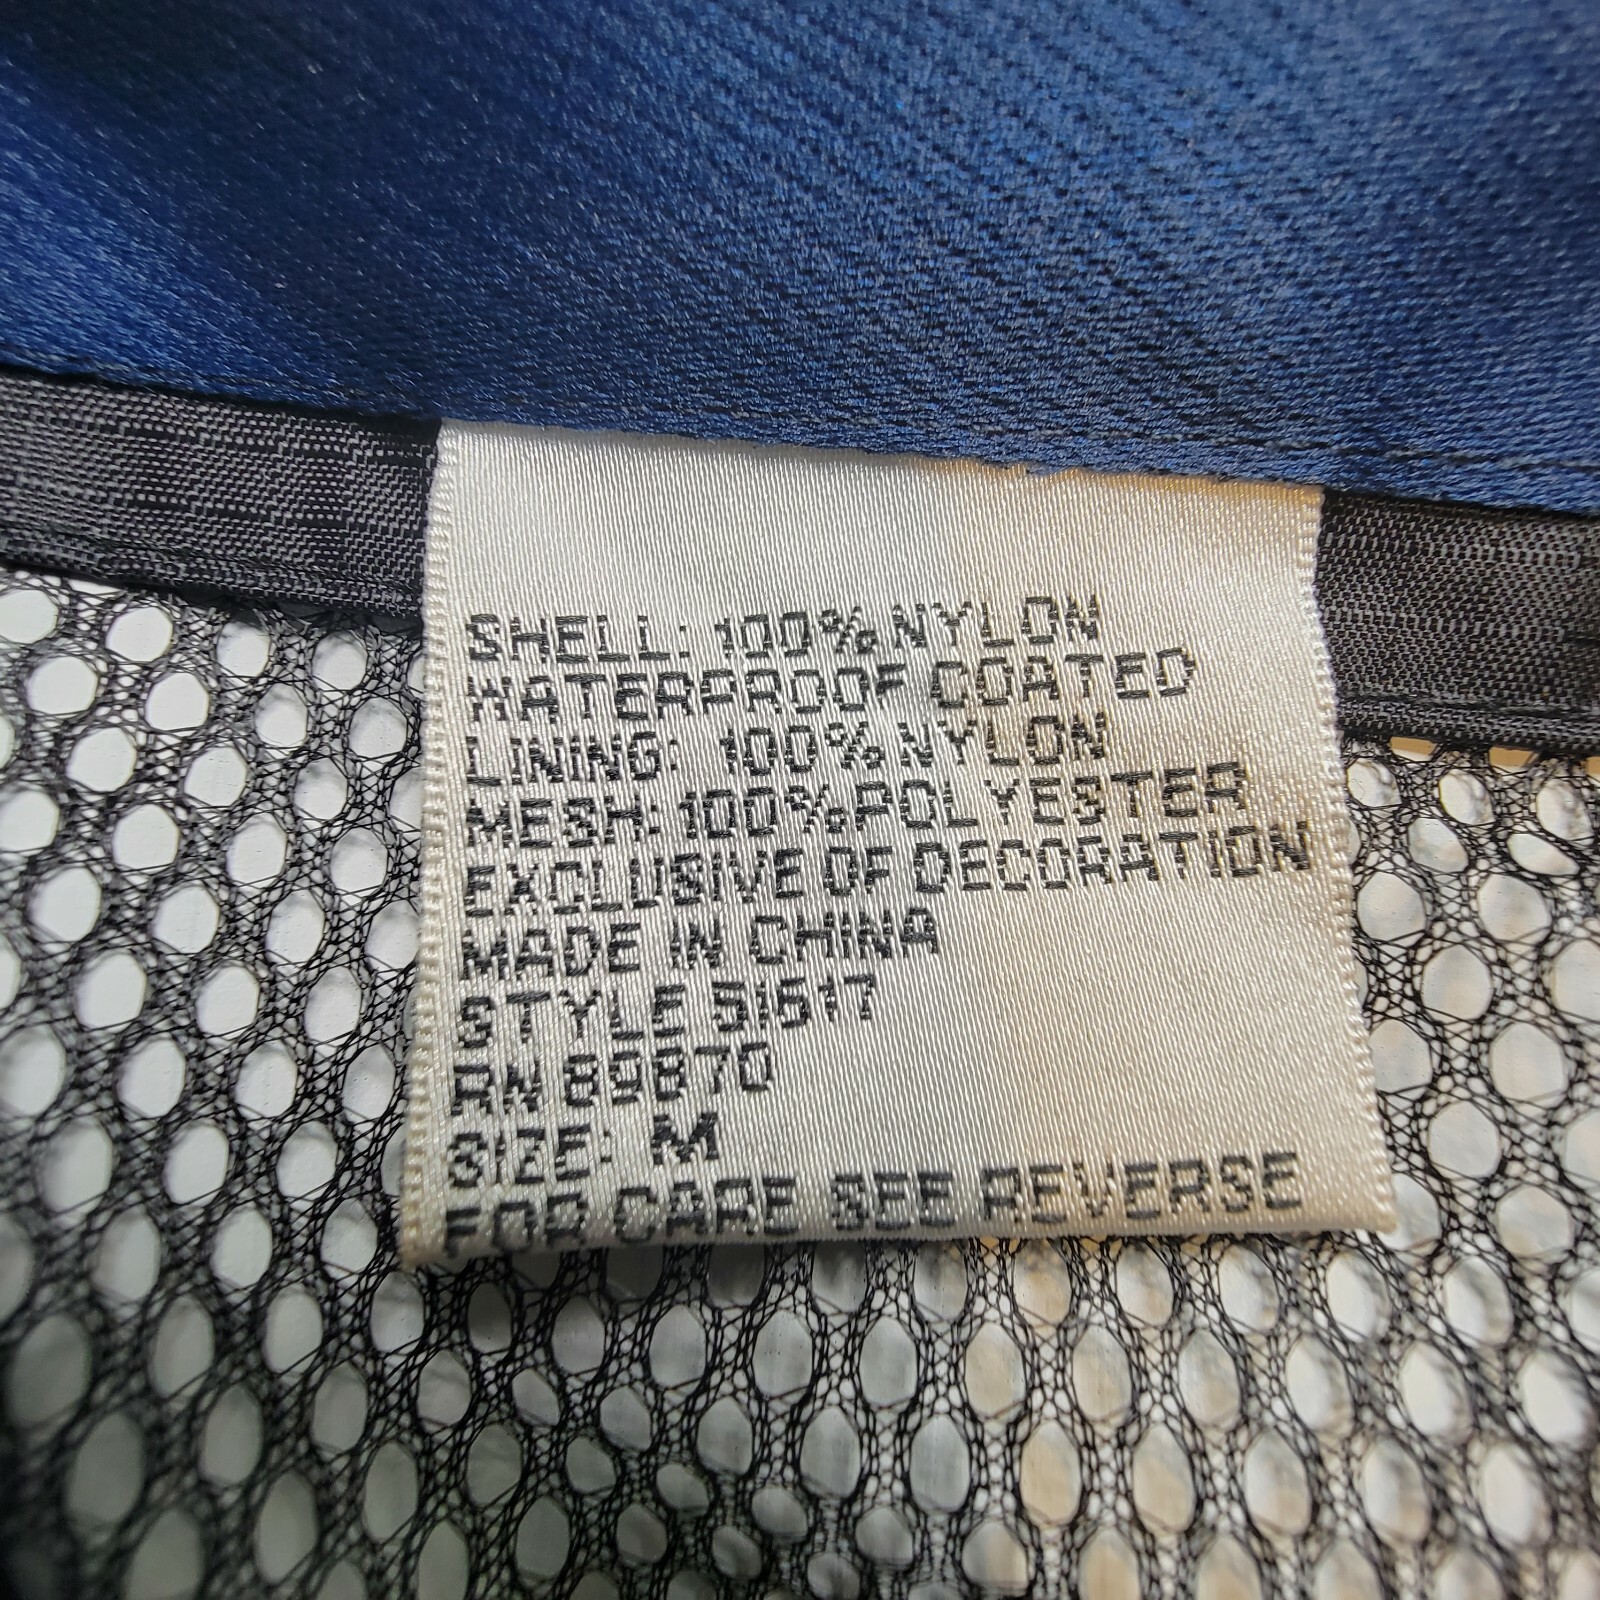 SHELL: 100% NYLON
WATERPROOF COATED
LINING: 100% NYLON
MESH: 100% POLYESTER
EXCLUSIVE OF DECORATION
MADE IN CHINA
STYLE 51517
RN 89870
SIZE: M
FOR CARE SEE REVERSE